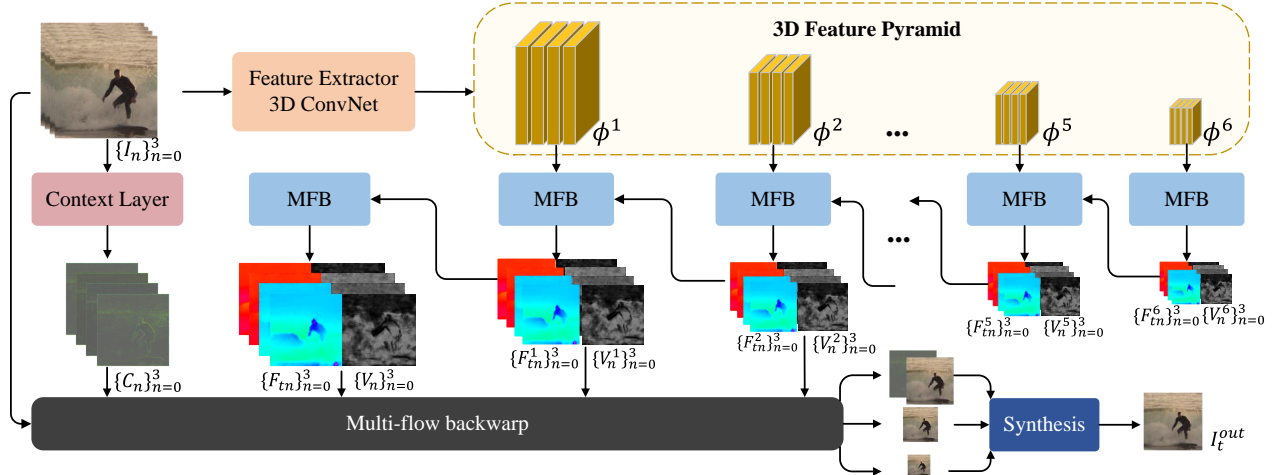 3D Feature Pyramid
Feature Extractor
3D ConvNet
ϕ¹
ϕ²
...
ϕ⁵
ϕ⁶
{Iₙ}³ₙ₌₀
Context Layer
MFB
MFB
MFB
MFB
MFB
...
{F⁶ₜₙ}³ₙ₌₀
{V⁶ₙ}³ₙ₌₀
{F⁵ₜₙ}³ₙ₌₀
{V⁵ₙ}³ₙ₌₀
{F²ₜₙ}³ₙ₌₀
{V²ₙ}³ₙ₌₀
{F¹ₜₙ}³ₙ₌₀
{V¹ₙ}³ₙ₌₀
{Fₜₙ}³ₙ₌₀
{Vₙ}³ₙ₌₀
{Cₙ}³ₙ₌₀
Multi-flow backwarp
Synthesis
Iₜᵒᵘᵗ